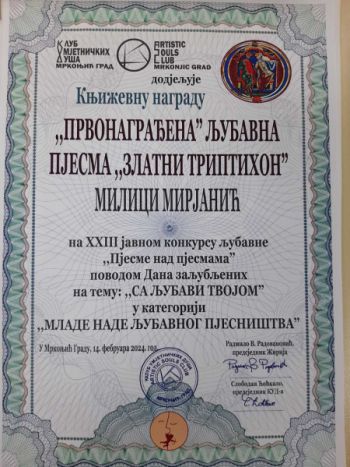 КЛУБ
УМЈЕТНИЧКИХ
ДУША
МРКОЊИЋ ГРАД
ARTISTIC
SOULS
CLUB
MRKONJIC GRAD
додјељује
Књижевну награду
,,ПРВОНАГРАЂЕНА” ЉУБАВНА
ПЈЕСМА ,,ЗЛАТНИ ТРИПТИХОН”
МИЛИЦИ МИРЈАНИЋ
на XXIII јавном конкурсу љубавне
,,Пјесме над пјесмама”
поводом Дана заљубљених
на тему: ,,СА ЉУБАВИ ТВОЈОМ”
у категорији
,,МЛАДЕ НАДЕ ЉУБАВНОГ ПЈЕСНИШТВА”
У Мркоњић Граду, 14. фебруара 2024. год.
Радмило В. Радовановић,
предсједник Жирија
Слободан Ћећкало,
предсједник КУД-а